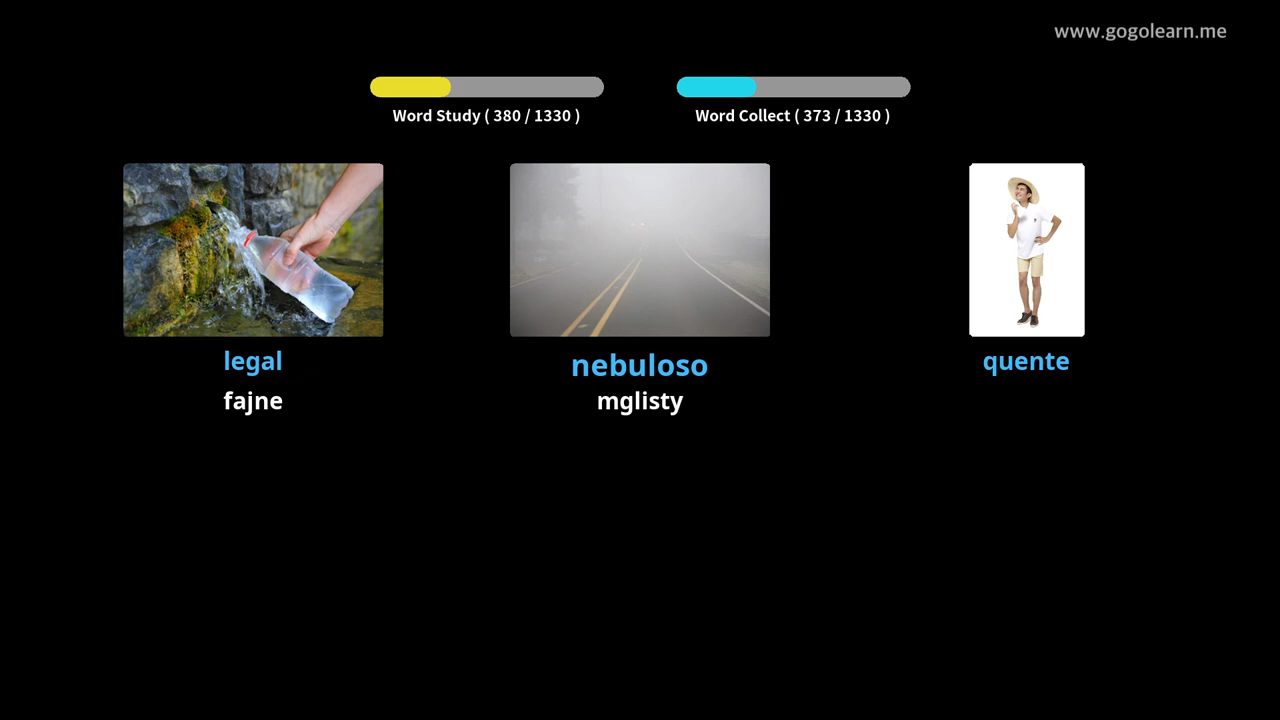 www.gogolearn.me
Word Study ( 380 / 1330 )
Word Collect ( 373 / 1330 )
legal
nebuloso
quente
fajne
mglisty